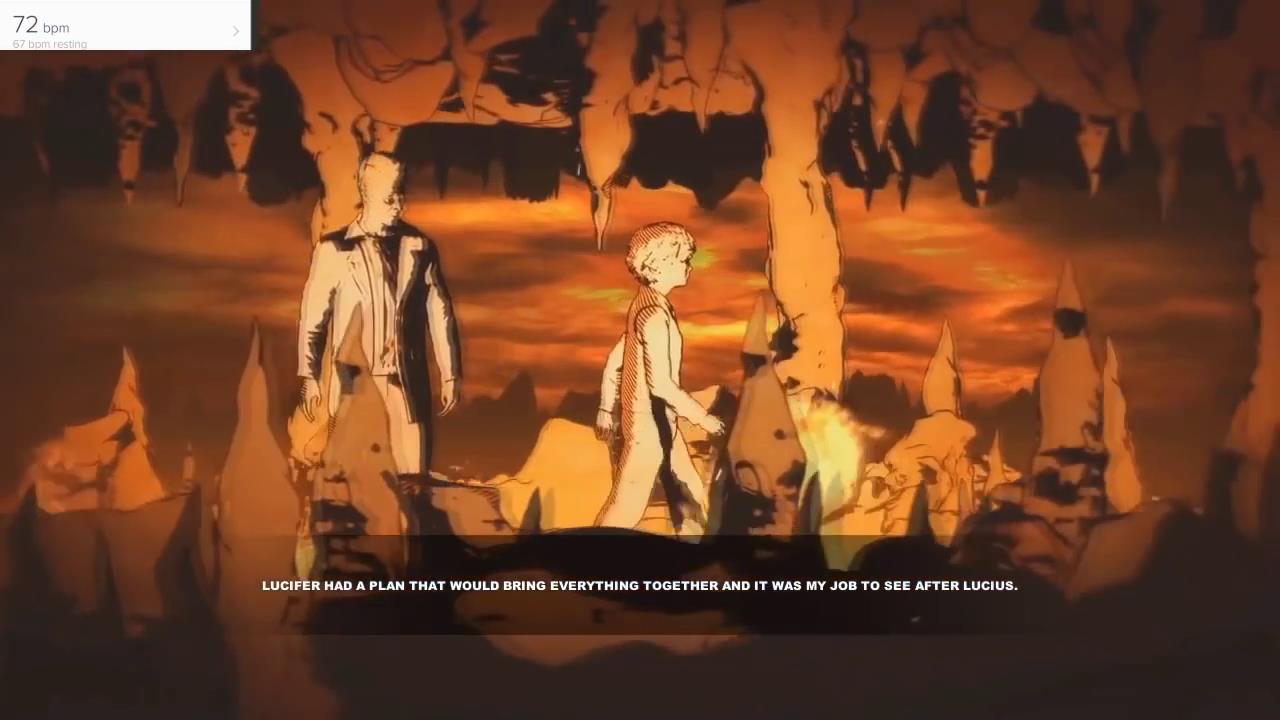 72 bpm
67 bpm resting
LUCIFER HAD A PLAN THAT WOULD BRING EVERYTHING TOGETHER AND IT WAS MY JOB TO SEE AFTER LUCIUS.